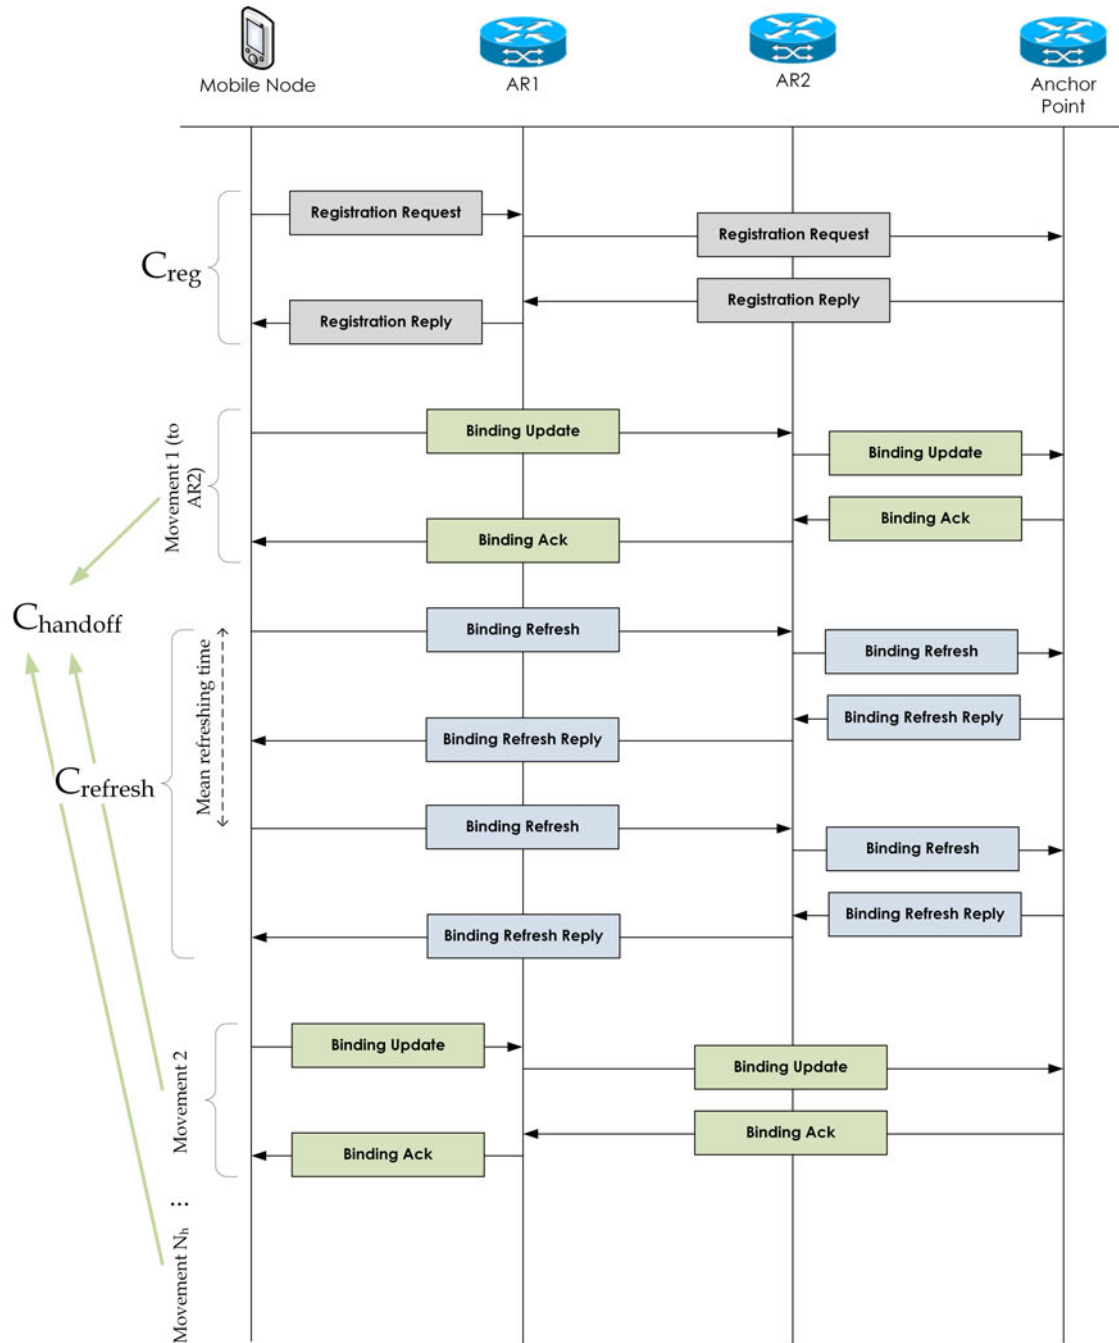 Mobile Node
AR1
AR2
Anchor
Point
Registration Request
Registration Request
Creg
Registration Reply
Registration Reply
Movement 1 (to
AR2)
Binding Update
Binding Update
Binding Ack
Binding Ack
Chandoff
Mean refreshing time
Binding Refresh
Binding Refresh
Binding Refresh Reply
Binding Refresh Reply
Crefresh
Binding Refresh
Binding Refresh
Binding Refresh Reply
Binding Refresh Reply
Movement 2
Binding Update
Binding Update
Binding Ack
Binding Ack
...
Movement Nh